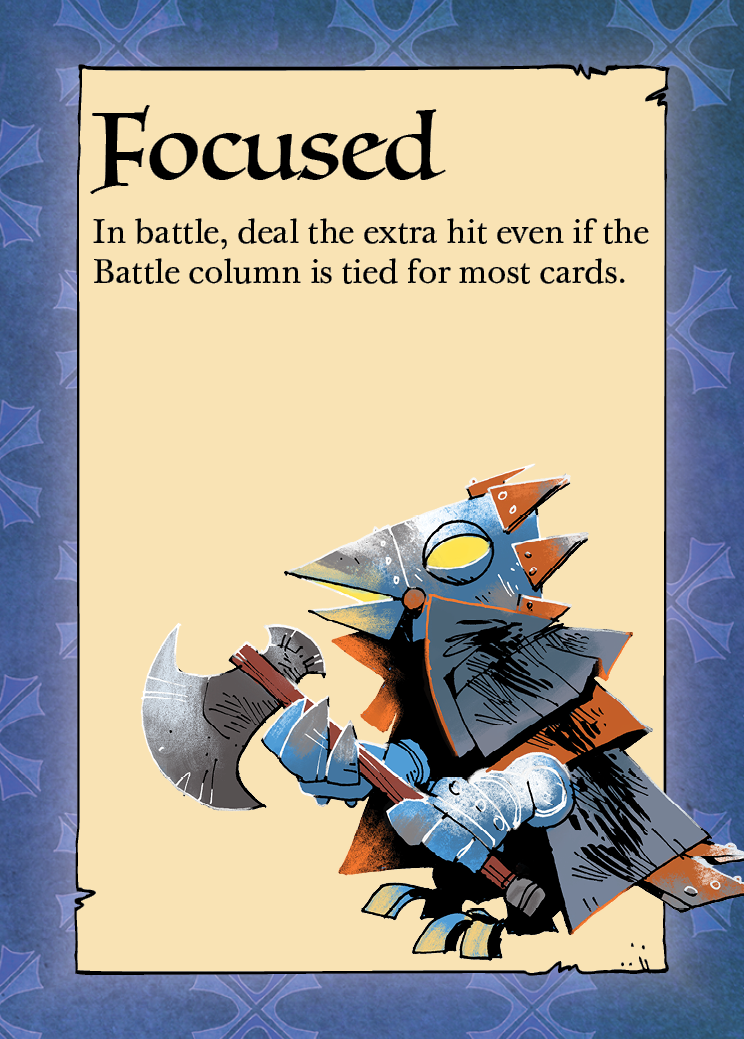 Focused
In battle, deal the extra hit even if the
Battle column is tied for most cards.